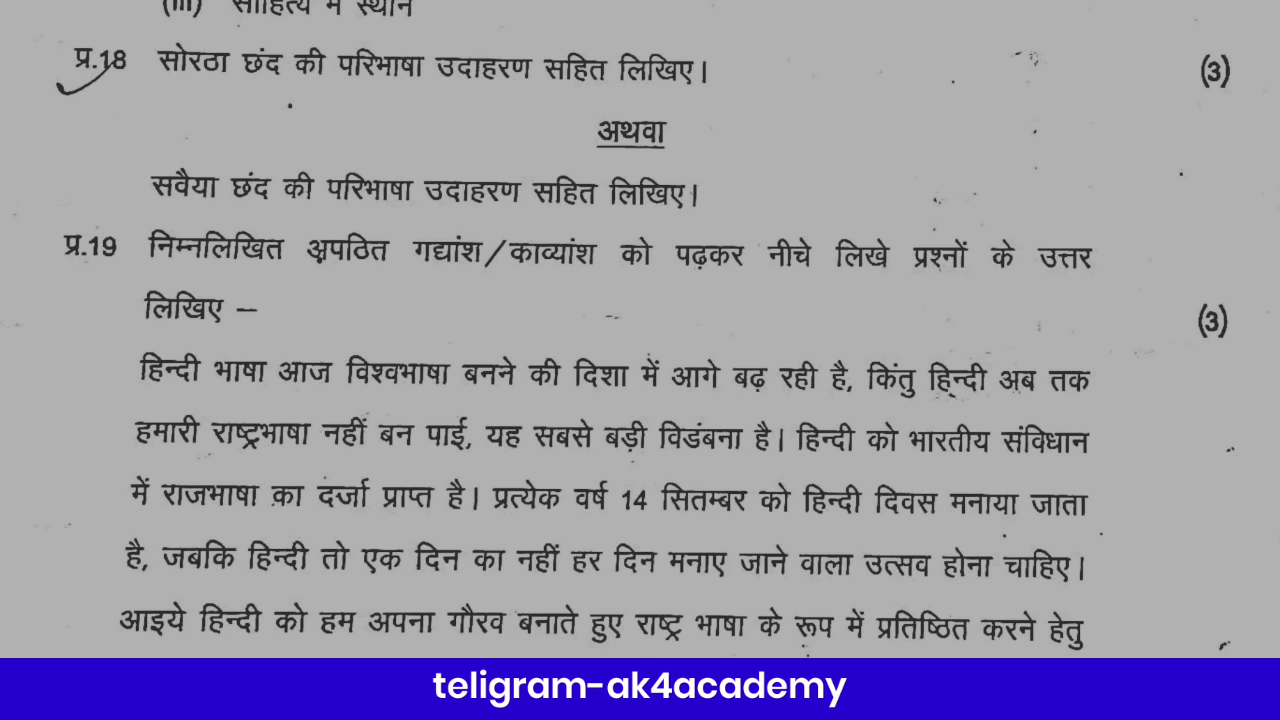 (iii) साहित्य में स्थान
प्र.18 सोरठा छंद की परिभाषा उदाहरण सहित लिखिए। (3)
अथवा
सवैया छंद की परिभाषा उदाहरण सहित लिखिए।
प्र.19 निम्नलिखित अपठित गद्यांश/काव्यांश को पढ़कर नीचे लिखे प्रश्नों के उत्तर
लिखिए – (3)
हिन्दी भाषा आज विश्वभाषा बनने की दिशा में आगे बढ़ रही है, किंतु हिन्दी अब तक
हमारी राष्ट्रभाषा नहीं बन पाई, यह सबसे बड़ी विडंबना है। हिन्दी को भारतीय संविधान
में राजभाषा का दर्जा प्राप्त है। प्रत्येक वर्ष 14 सितम्बर को हिन्दी दिवस मनाया जाता
है, जबकि हिन्दी तो एक दिन का नहीं हर दिन मनाए जाने वाला उत्सव होना चाहिए।
आइये हिन्दी को हम अपना गौरव बनाते हुए राष्ट्र भाषा के रूप में प्रतिष्ठित करने हेतु
teligram-ak4academy